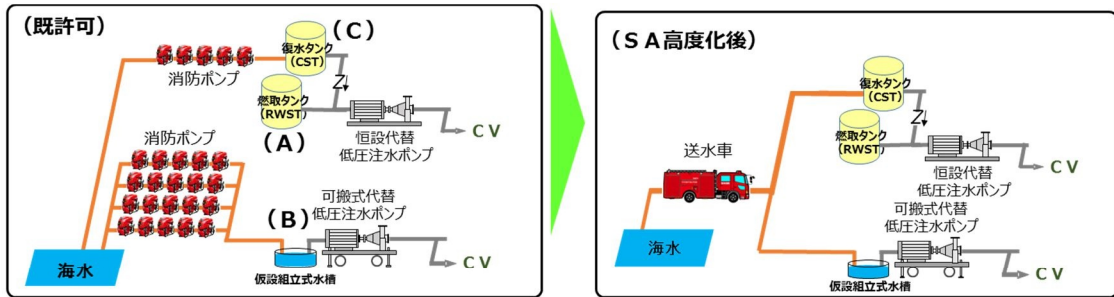 （既許可）
（C）
復水タンク
（CST）
消防ポンプ
燃取タンク
（RWST）
（A）
恒設代替
低圧注水ポンプ
CV
消防ポンプ
可搬式代替
低圧注水ポンプ
（B）
海水
仮設組立式水槽
CV
（ＳＡ高度化後）
復水タンク
（CST）
燃取タンク
（RWST）
送水車
恒設代替
低圧注水ポンプ
CV
可搬式代替
低圧注水ポンプ
海水
仮設組立式水槽
CV